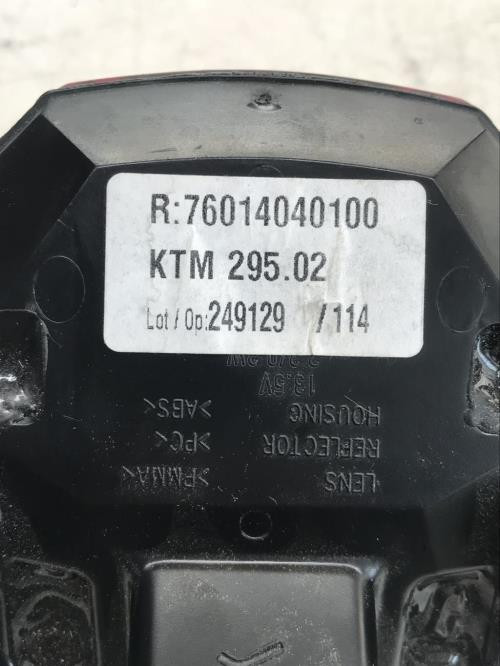 R:76014040100
KTM 295.02
Lot / Op:249129 /114
LENS >PMMA<
REFLECTOR >PC<
HOUSING >ABS<
13.5V